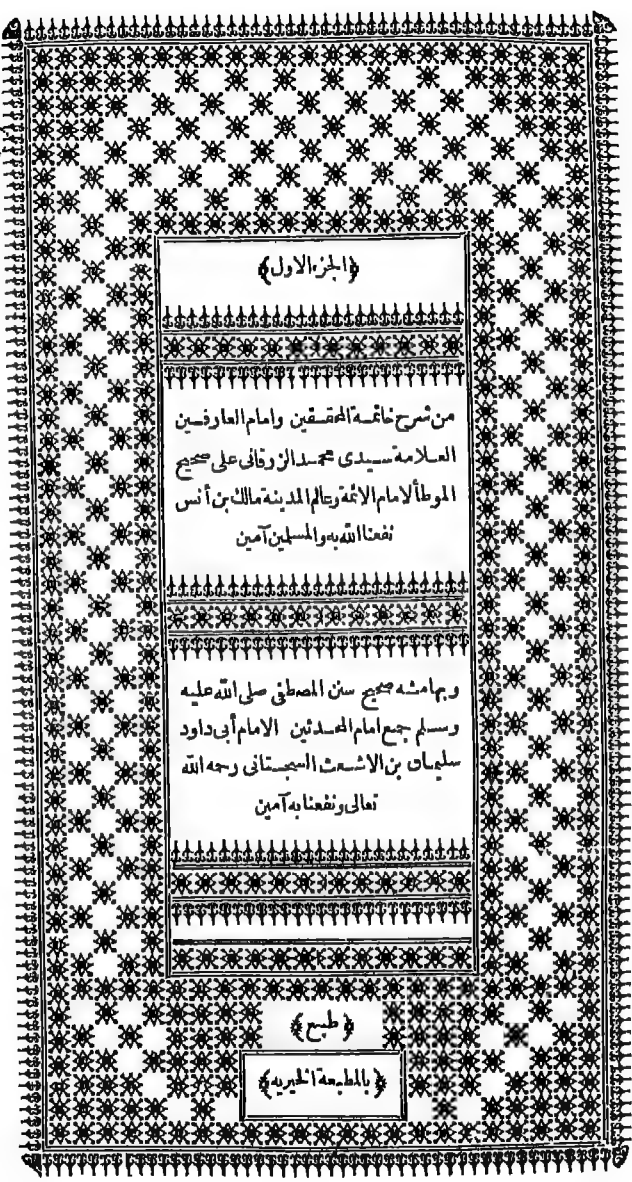 ﴿الجزء الاول﴾
من شرح خاتمة المحققين وامام العارفين
العلامة سيدى محمد الزرقانى على صحيح
الموطأ لامام الائمة وعالم المدينة مالك بن أنس
نفعنا الله به والمسلمين آمين
وبهامشه صحيح سنن المصطفى صلى الله عليه
وسلم جمع امام المحدثين الامام أبى داود
سليمان بن الاشعث السجستانى رحمه الله
تعالى ونفعنا به آمين
﴿طبع﴾
﴿بالمطبعة الخيريه﴾